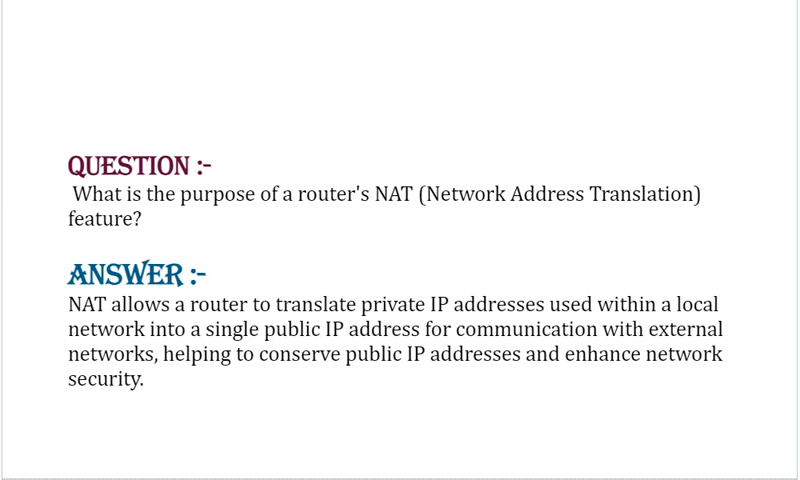 QUESTION :-
What is the purpose of a router's NAT (Network Address Translation)
feature?
ANSWER :-
NAT allows a router to translate private IP addresses used within a local
network into a single public IP address for communication with external
networks, helping to conserve public IP addresses and enhance network
security.